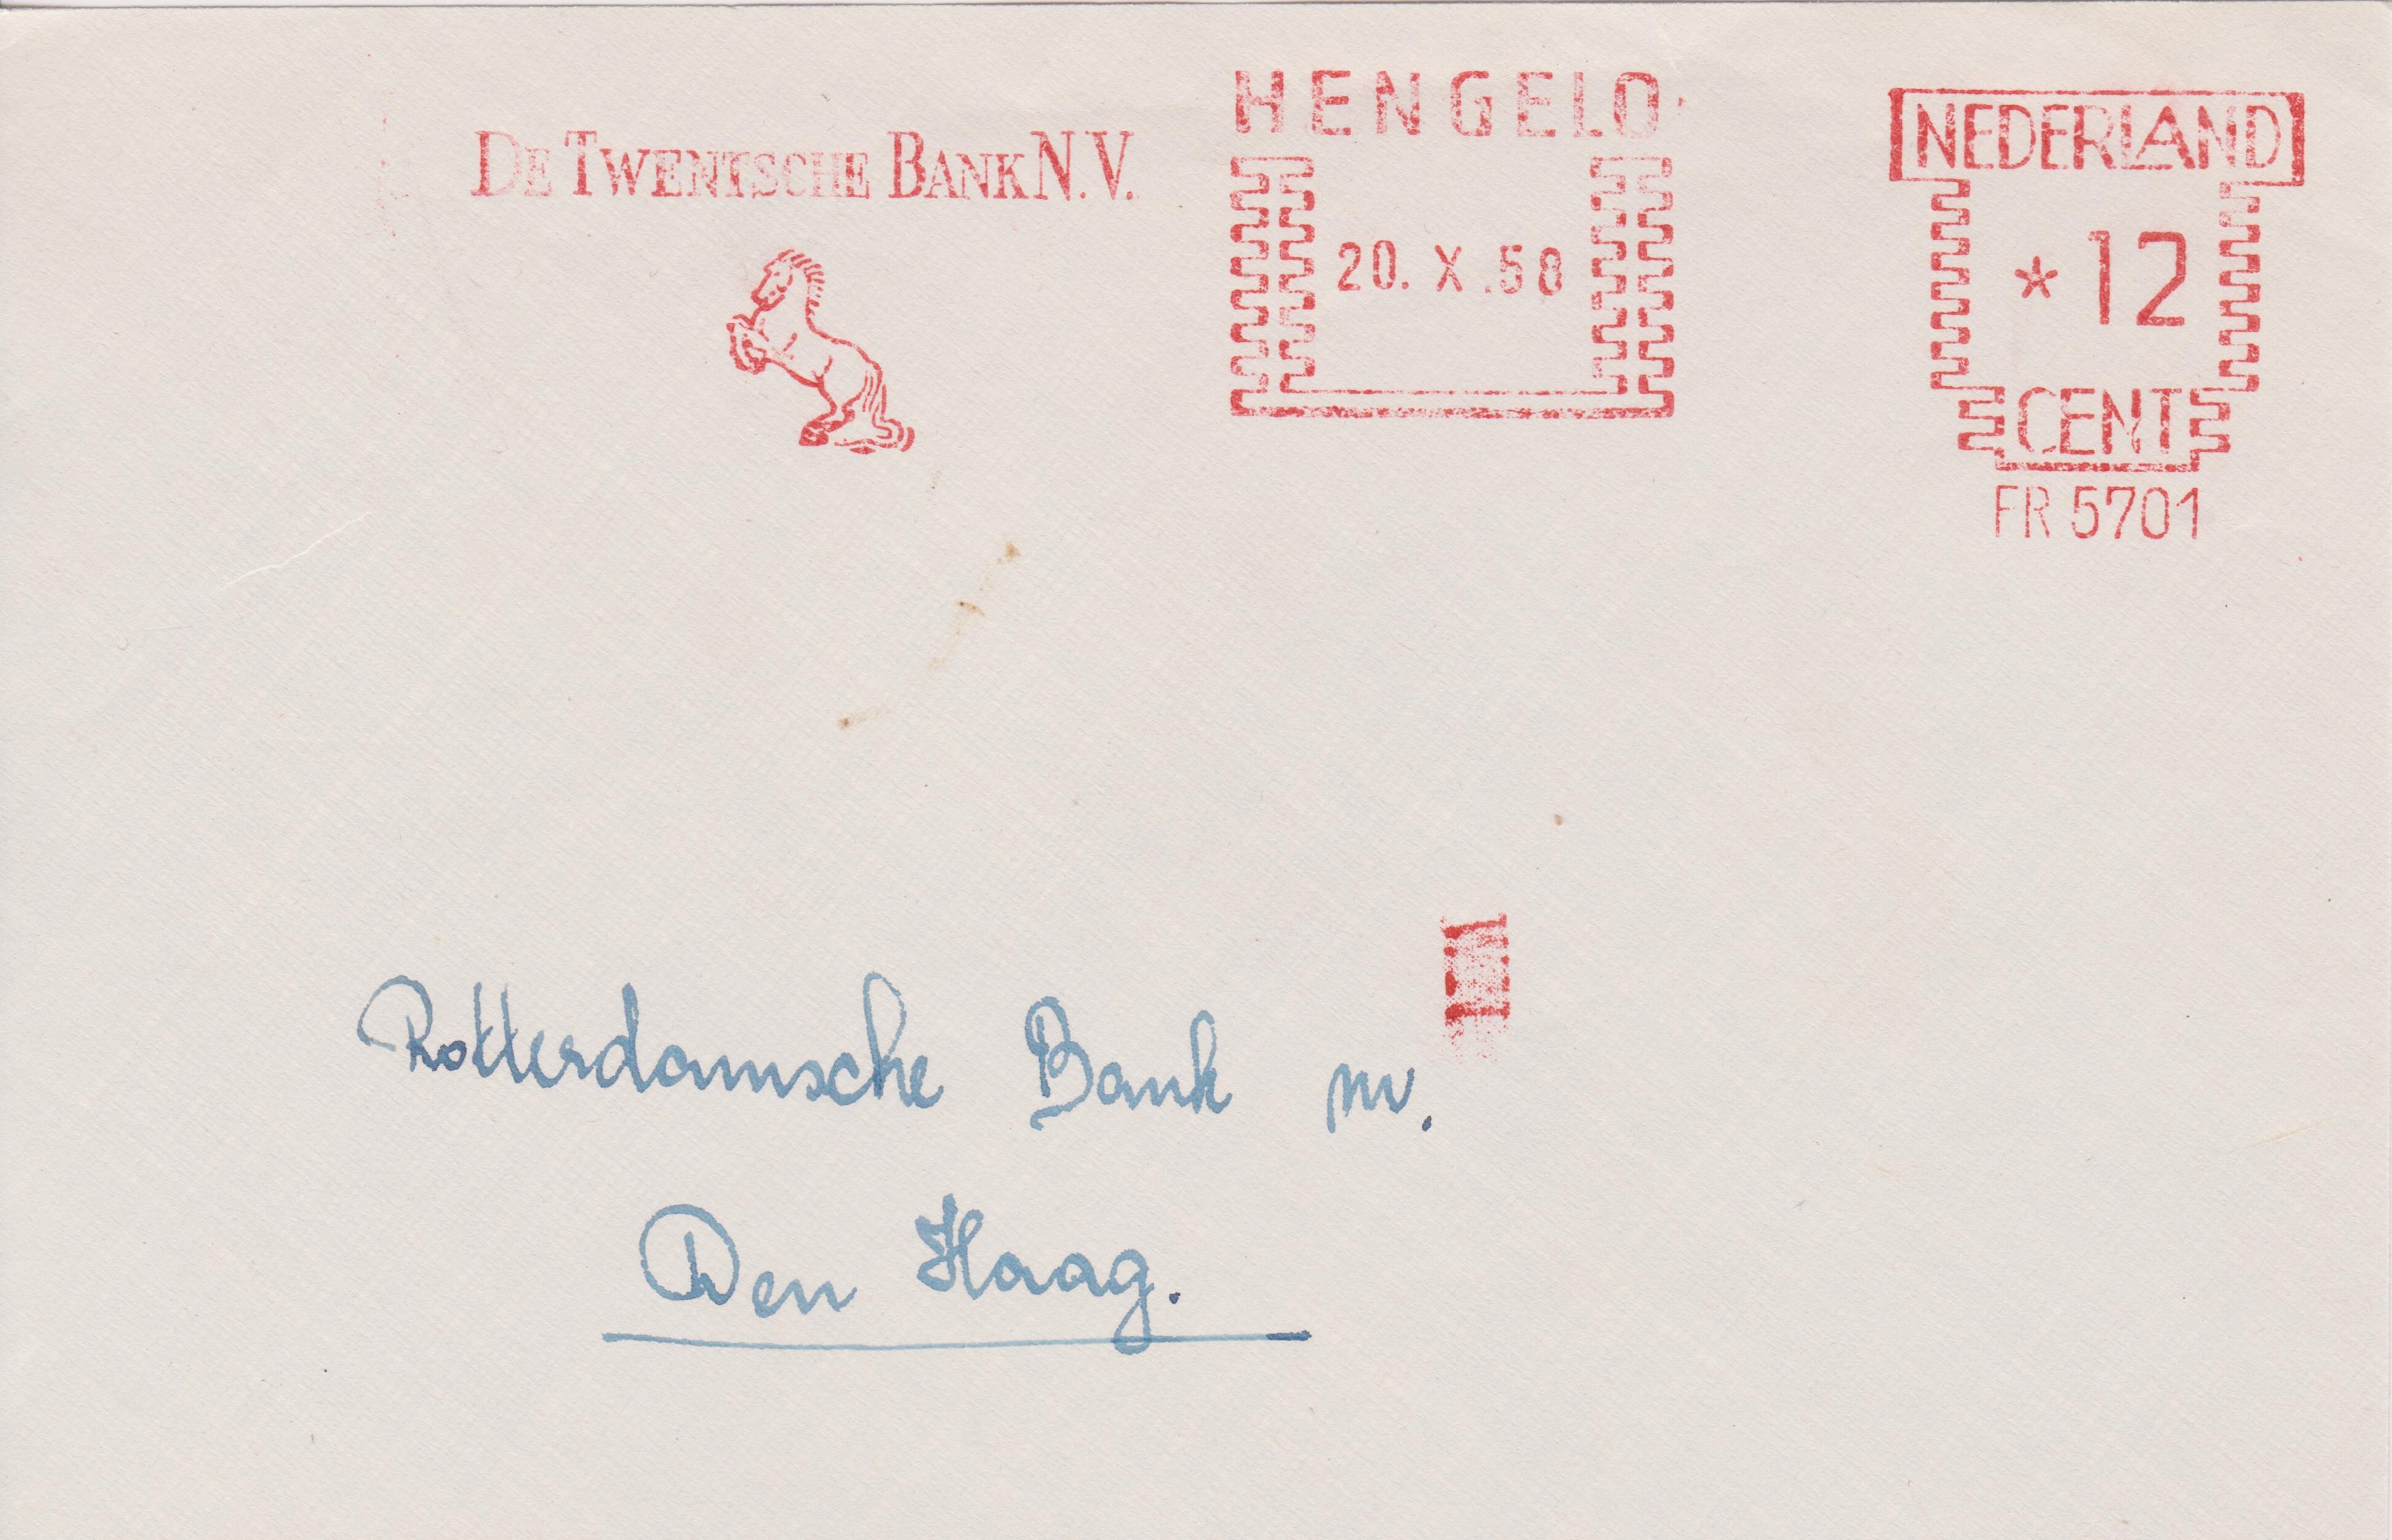 HENGELO
DE TWENTSCHE BANK N.V.
NEDERLAND
20. X .58
* 12
CENT
FR 5701
Rotterdamsche Bank nv.
Den Haag.